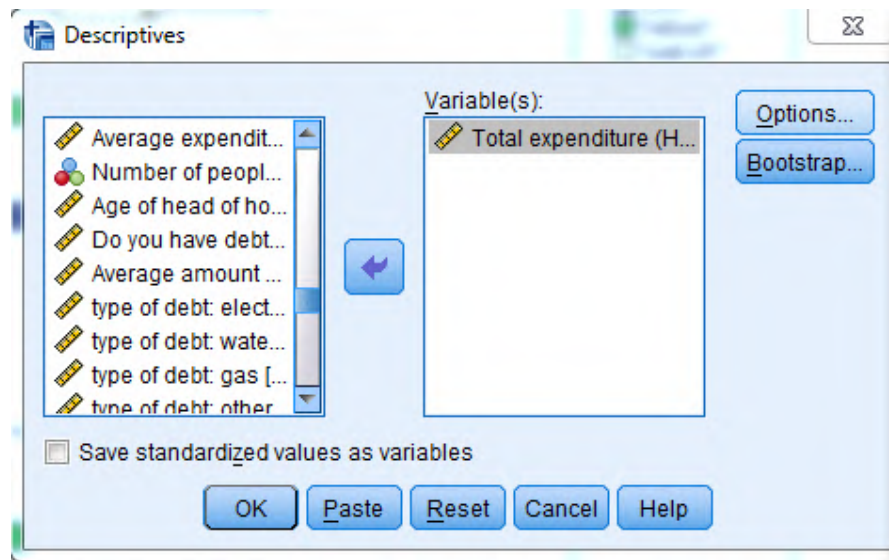 Descriptives
Variable(s):
Average expendit...
Number of peopl...
Age of head of ho...
Do you have debt...
Average amount ...
type of debt: elect...
type of debt: wate...
type of debt: gas [...
type of debt: other
Total expenditure (H...
Options...
Bootstrap...
Save standardized values as variables
OK Paste Reset Cancel Help